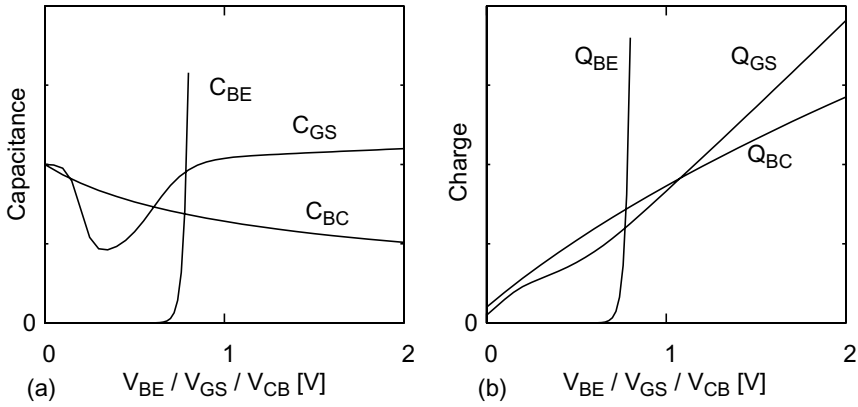 Capacitance
C_BE
C_GS
C_BC
0
0 1 2
V_BE / V_GS / V_CB [V]
(a)
Charge
Q_BE
Q_GS
Q_BC
0
0 1 2
V_BE / V_GS / V_CB [V]
(b)